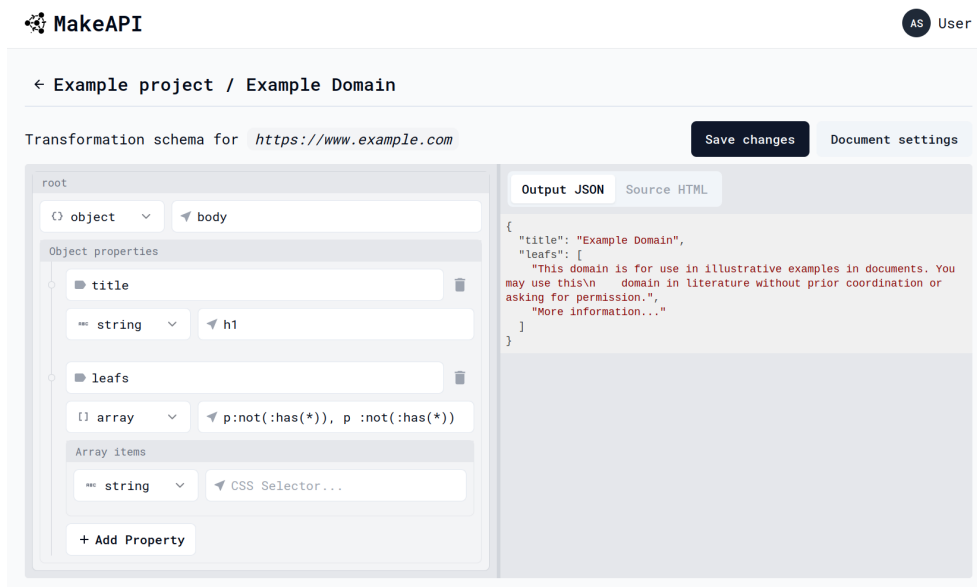 MakeAPI
AS User
← Example project / Example Domain
Transformation schema for https://www.example.com
Save changes
Document settings
root
{} object
body
Object properties
title
ABC string
h1
leafs
[] array
p:not(:has(*)), p :not(:has(*))
Array items
ABC string
CSS Selector...
+ Add Property
Output JSON
Source HTML
{
"title": "Example Domain",
"leafs": [
"This domain is for use in illustrative examples in documents. You
may use this\n    domain in literature without prior coordination or
asking for permission.",
"More information..."
]
}